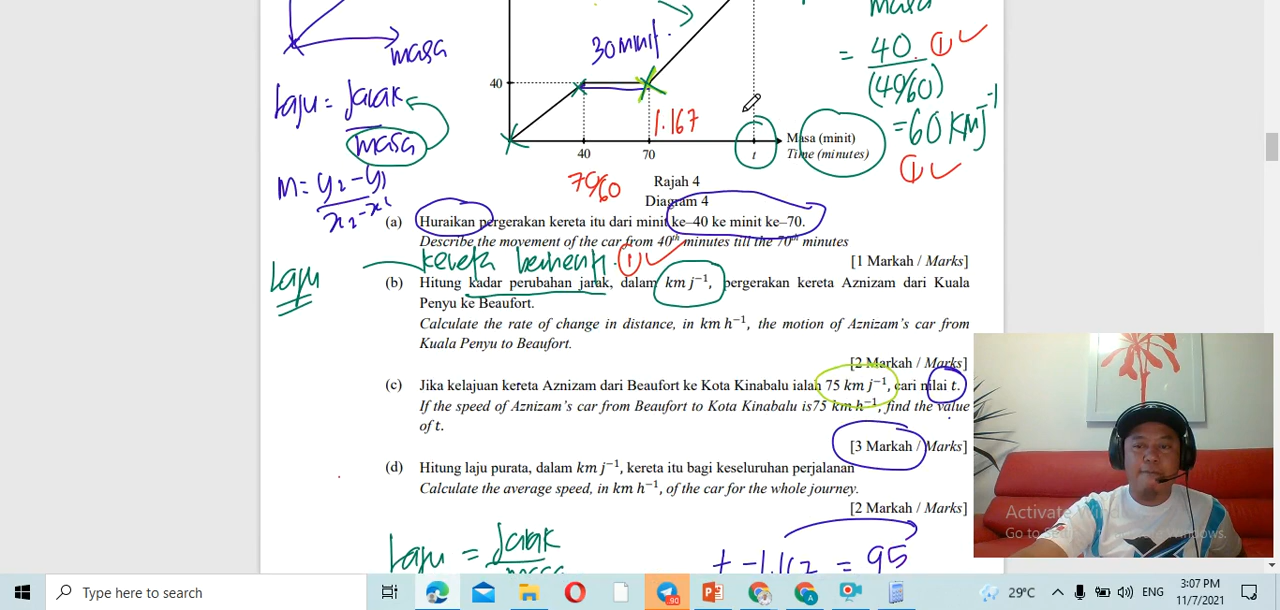 masa
masa
30 minit
= 40 ①
(40/60)
= 60 KMJ⁻¹
①
Laju = Jarak
masa
M = y₂ - y₁
x₂ - x₁
40
40
70
t
1.167
70/60
Masa (minit)
Time (minutes)
Rajah 4
Diagram 4
(a) Huraikan pergerakan kereta itu dari minit ke–40 ke minit ke–70.
Describe the movement of the car from 40th minutes till the 70th minutes
[1 Markah / Marks]
kereta berhenti. ①
Laju
(b) Hitung kadar perubahan jarak, dalam km j⁻¹, pergerakan kereta Aznizam dari Kuala
Penyu ke Beaufort.
Calculate the rate of change in distance, in km h⁻¹, the motion of Aznizam's car from
Kuala Penyu to Beaufort.
[2 Markah / Marks]
(c) Jika kelajuan kereta Aznizam dari Beaufort ke Kota Kinabalu ialah 75 km j⁻¹, cari nilai t.
If the speed of Aznizam's car from Beaufort to Kota Kinabalu is75 km h⁻¹, find the value
of t.
[3 Markah / Marks]
(d) Hitung laju purata, dalam km j⁻¹, kereta itu bagi keseluruhan perjalanan
Calculate the average speed, in km h⁻¹, of the car for the whole journey.
[2 Markah / Marks]
Laju = Jarak
= 95
Activate Windows
Type here to search
90
29°C
ENG
3:07 PM
11/7/2021